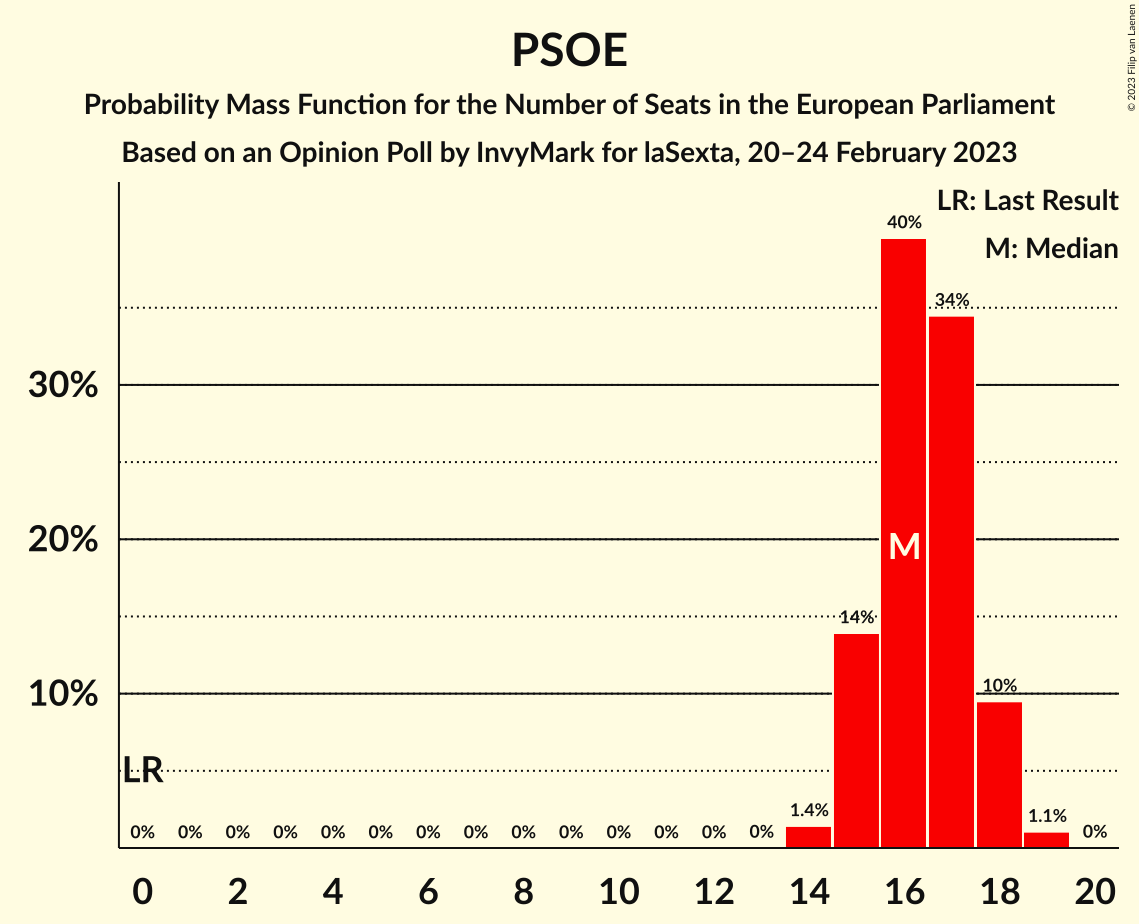 PSOE
Probability Mass Function for the Number of Seats in the European Parliament
Based on an Opinion Poll by InvyMark for laSexta, 20–24 February 2023
© 2023 Filip van Laenen
LR: Last Result
M: Median
40%
34%
30%
20%
M
14%
10%
10%
LR
0% 0% 0% 0% 0% 0% 0% 0% 0% 0% 0% 0% 0% 0% 1.4% 1.1% 0%
0 2 4 6 8 10 12 14 16 18 20